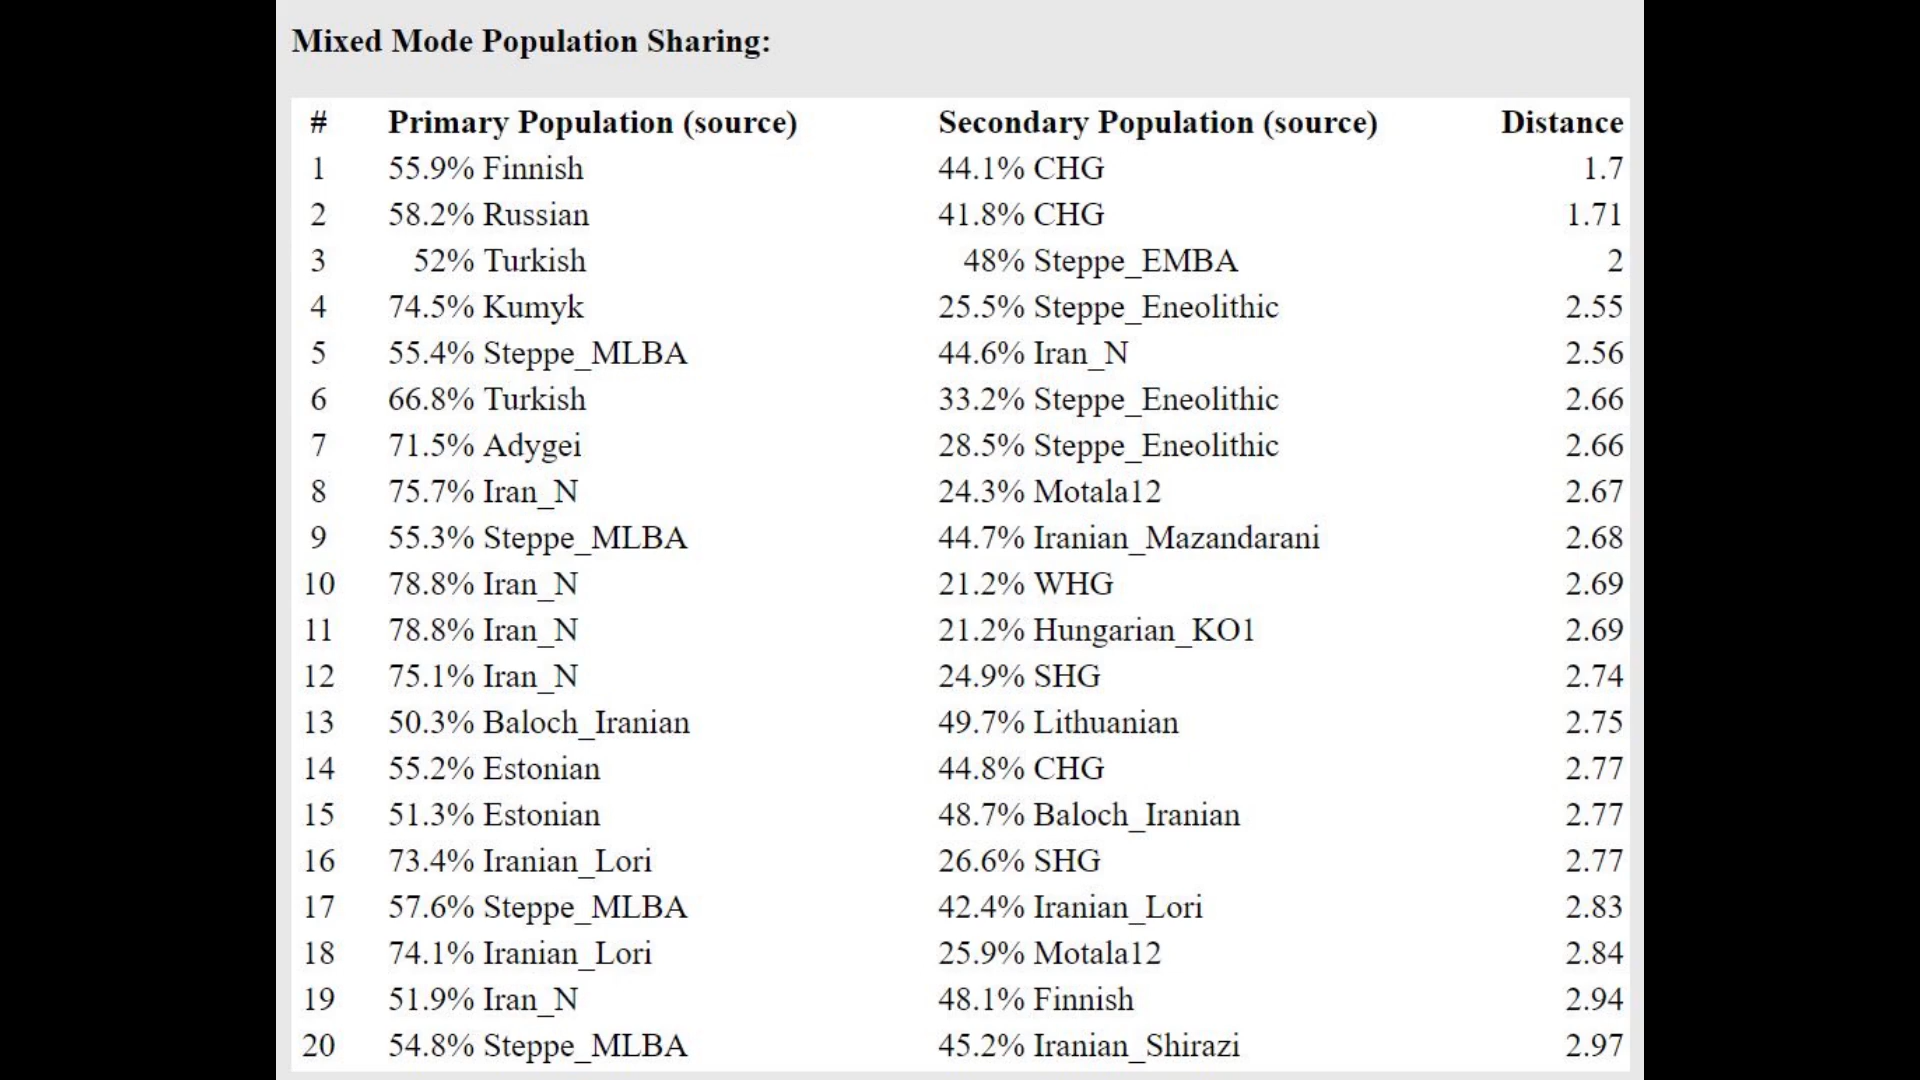 Mixed Mode Population Sharing:
# Primary Population (source) Secondary Population (source) Distance
1 55.9% Finnish 44.1% CHG 1.7
2 58.2% Russian 41.8% CHG 1.71
3 52% Turkish 48% Steppe_EMBA 2
4 74.5% Kumyk 25.5% Steppe_Eneolithic 2.55
5 55.4% Steppe_MLBA 44.6% Iran_N 2.56
6 66.8% Turkish 33.2% Steppe_Eneolithic 2.66
7 71.5% Adygei 28.5% Steppe_Eneolithic 2.66
8 75.7% Iran_N 24.3% Motala12 2.67
9 55.3% Steppe_MLBA 44.7% Iranian_Mazandarani 2.68
10 78.8% Iran_N 21.2% WHG 2.69
11 78.8% Iran_N 21.2% Hungarian_KO1 2.69
12 75.1% Iran_N 24.9% SHG 2.74
13 50.3% Baloch_Iranian 49.7% Lithuanian 2.75
14 55.2% Estonian 44.8% CHG 2.77
15 51.3% Estonian 48.7% Baloch_Iranian 2.77
16 73.4% Iranian_Lori 26.6% SHG 2.77
17 57.6% Steppe_MLBA 42.4% Iranian_Lori 2.83
18 74.1% Iranian_Lori 25.9% Motala12 2.84
19 51.9% Iran_N 48.1% Finnish 2.94
20 54.8% Steppe_MLBA 45.2% Iranian_Shirazi 2.97